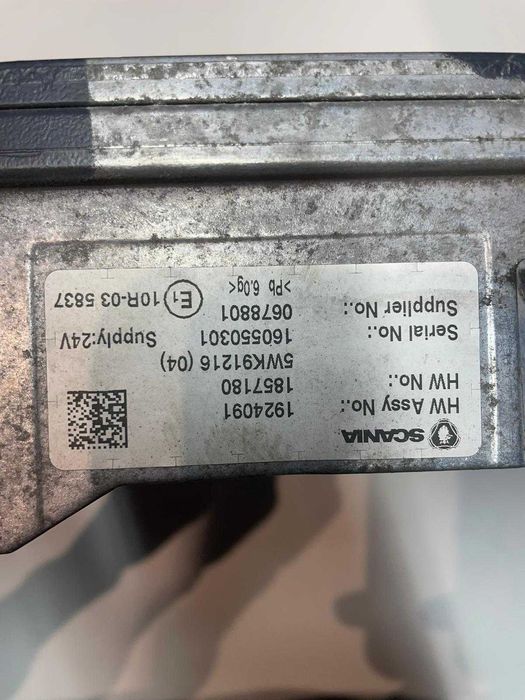 SCANIA
HW Assy No.: 1924091
HW No.: 1857180
5WK91216 (04)
Serial No.: 160550301 Supply:24V
Supplier No.: 0678801
>Pb 6.0g< E1 10R-03 5837